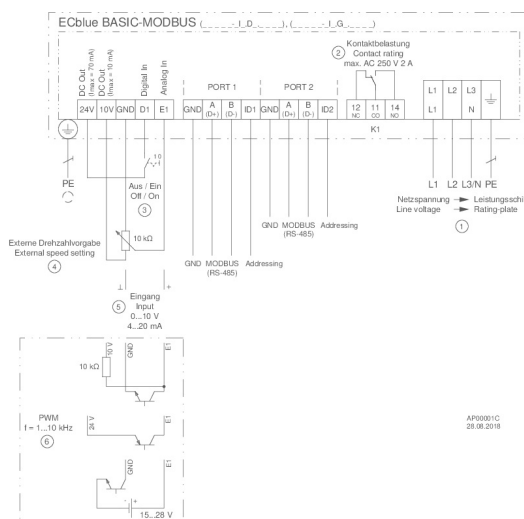 ECblue BASIC-MODBUS (_____-_I_D_.____), (_____-_I_G_.____)
Kontaktbelastung
2 Contact rating
max. AC 250 V 2 A
DC Out
(Imax = 70 mA)
DC Out
(Imax = 10 mA)
Digital In
Analog In
PORT 1 PORT 2
24V 10V GND D1 E1
GND A (D+) B (D-) ID1 GND A (D+) B (D-) ID2
12 NC 11 CO 14 NO
K1
L1 L2 L3
L1 N
PE
1 0
Aus / Ein
Off / On
3
L1 L2 L3/N PE
Netzspannung Leistungsschi
Line voltage Rating-plate
1
GND MODBUS Addressing
(RS-485)
GND MODBUS Addressing
(RS-485)
10 kΩ
Externe Drehzahlvorgabe
External speed setting
4
⊥ +
5 Eingang
Input
0...10 V
4...20 mA
10 V GND E1
10 kΩ
PWM
f = 1...10 kHz
6
24 V E1
GND E1
- +
15...28 V
AP00001C
28.08.2018